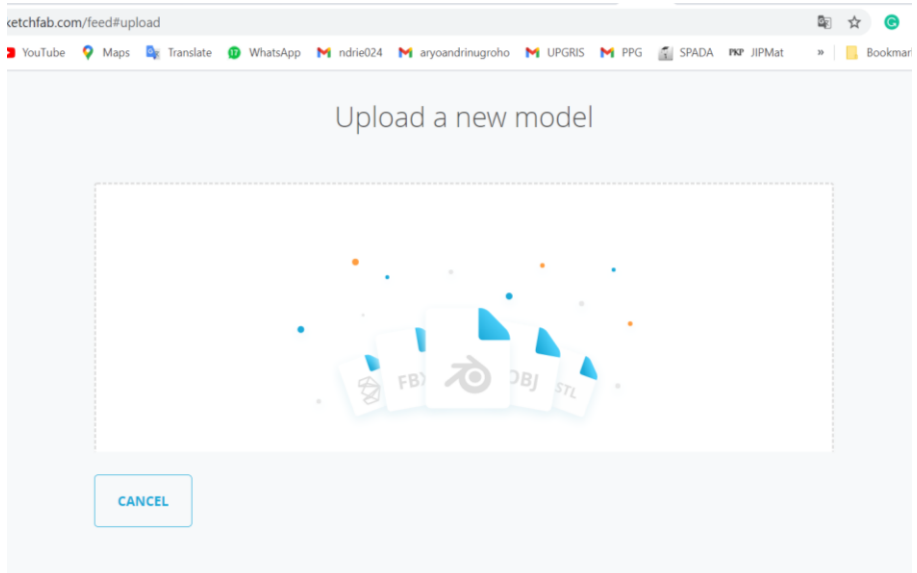 ketchfab.com/feed#upload
YouTube Maps Translate WhatsApp ndrie024 aryoandrinugroho UPGRIS PPG SPADA PKP JIPMat » Bookmar
Upload a new model
FBX OBJ STL
CANCEL